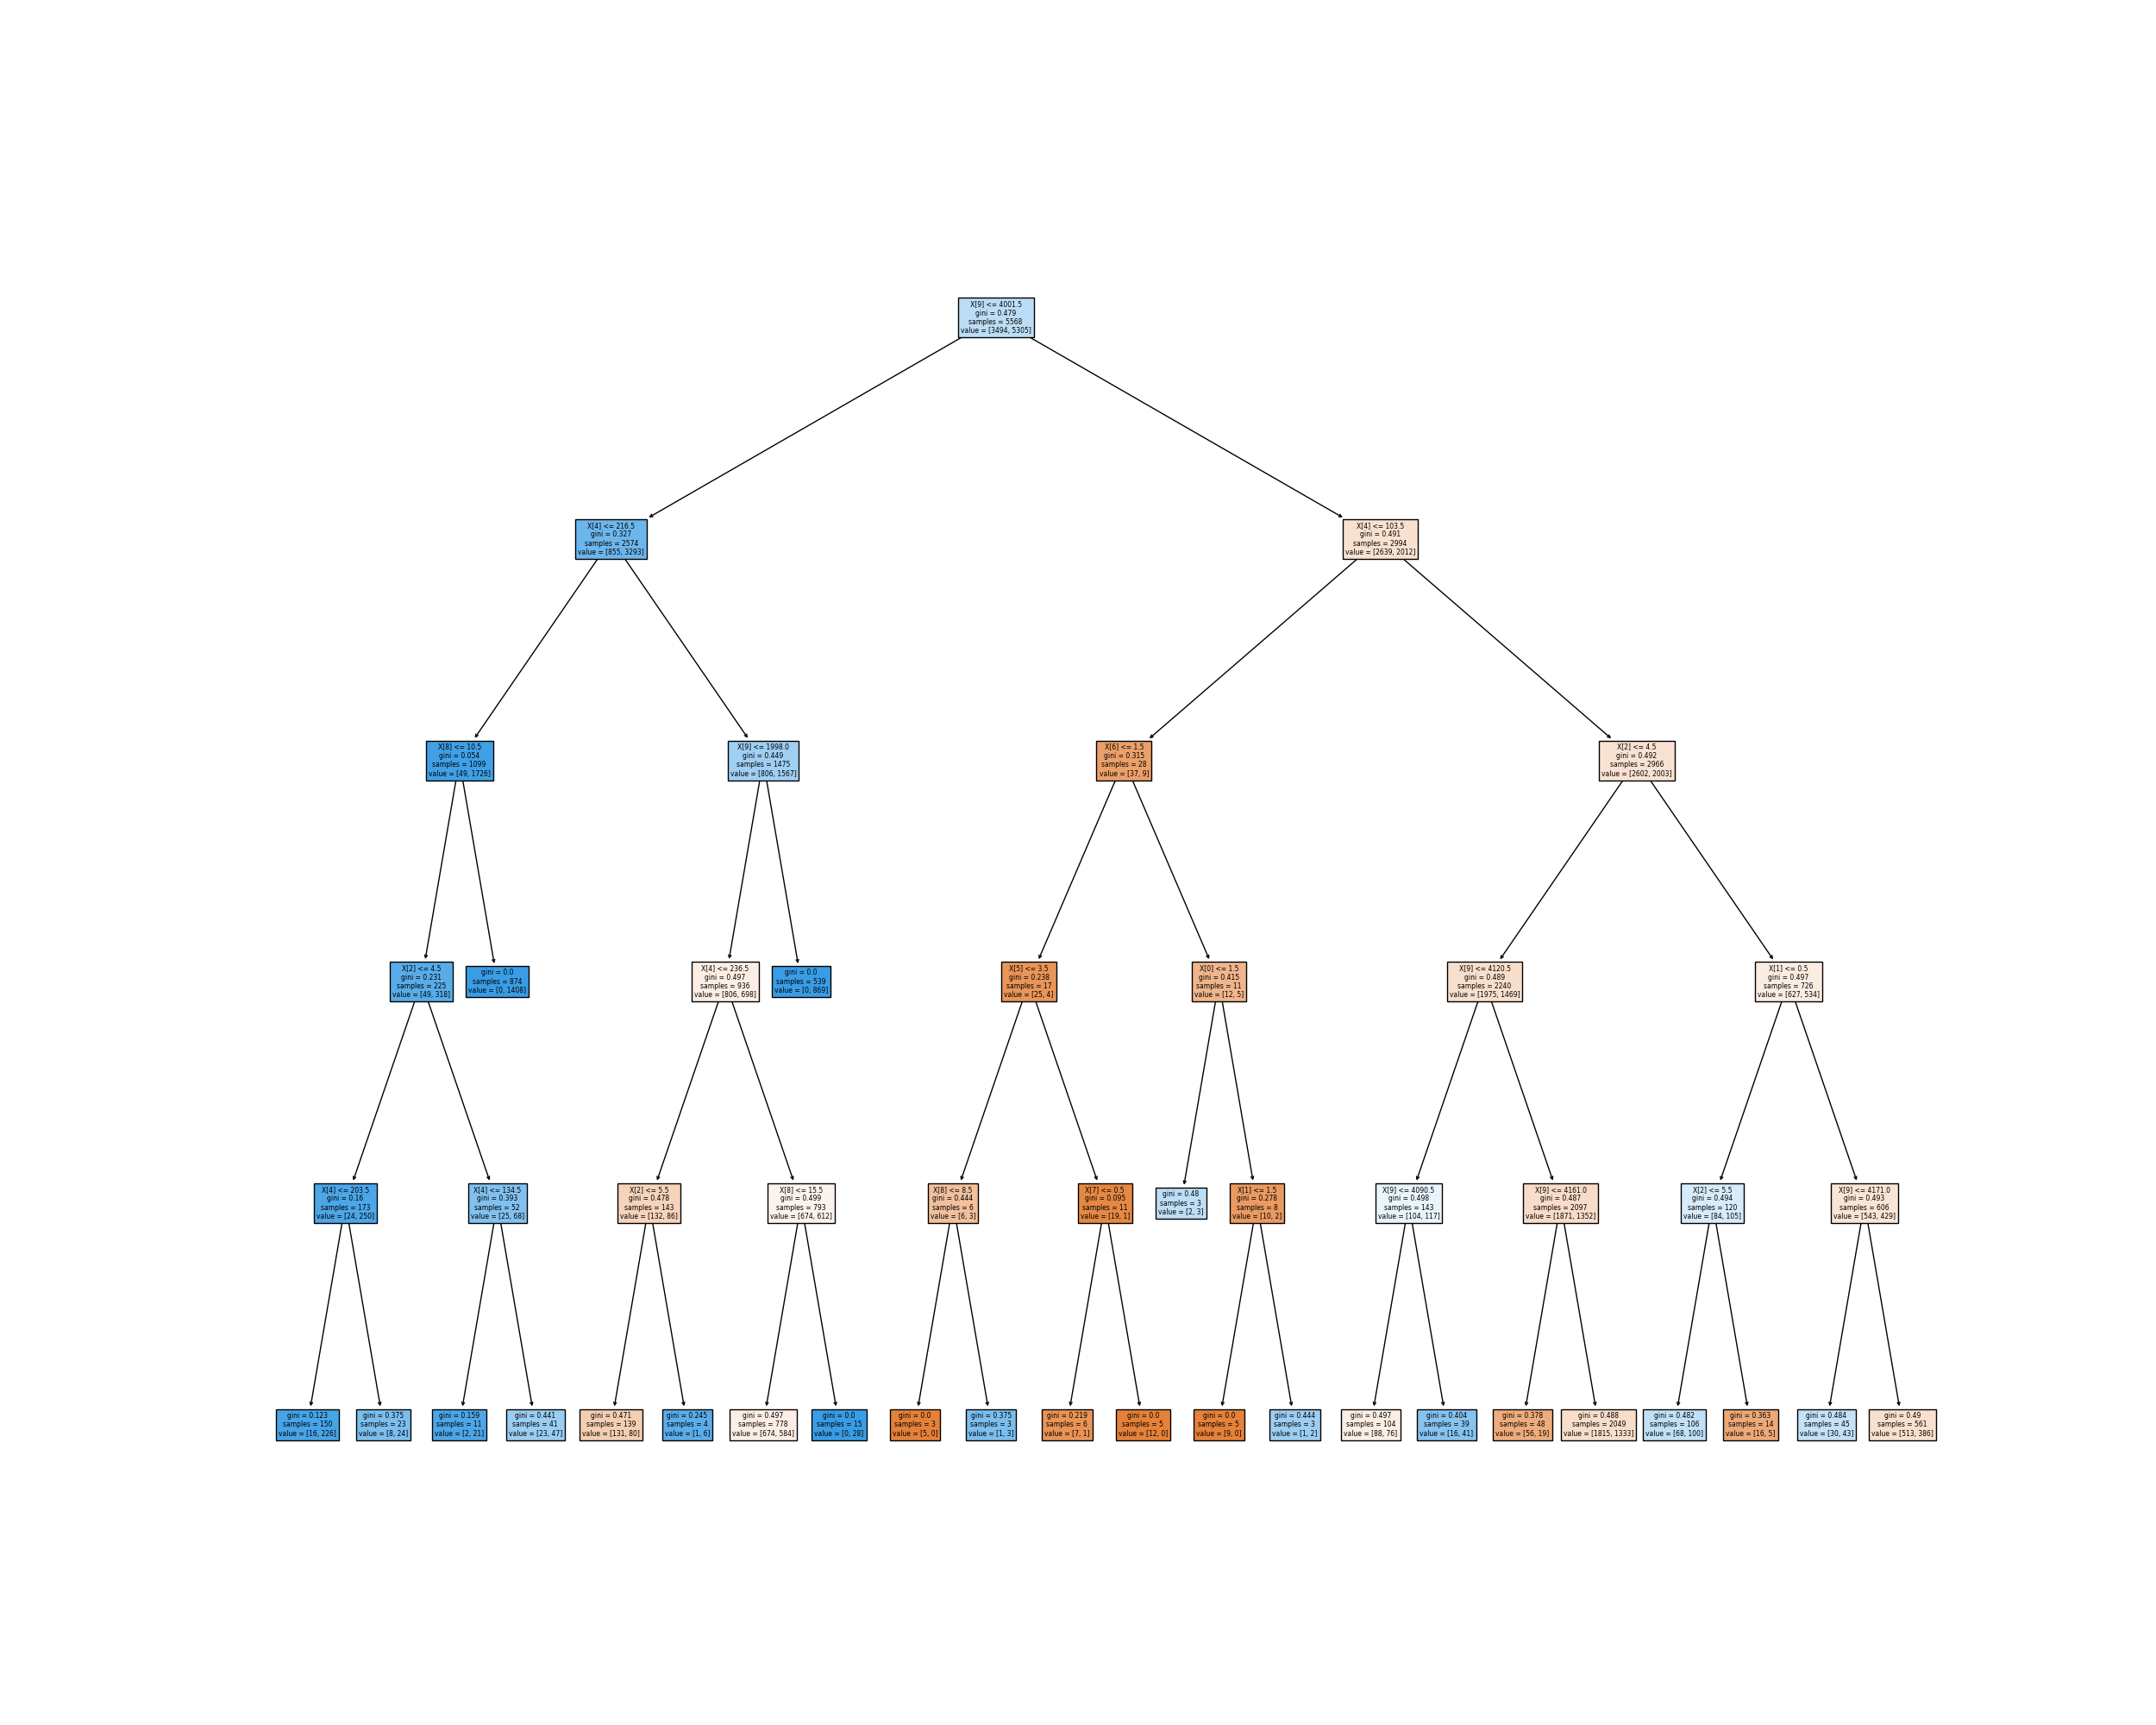 X[9] <= 4001.5
gini = 0.479
samples = 5568
value = [3494, 5305]
X[4] <= 216.5
gini = 0.327
samples = 2574
value = [855, 3293]
X[4] <= 103.5
gini = 0.491
samples = 2994
value = [2639, 2012]
X[8] <= 10.5
gini = 0.054
samples = 1099
value = [49, 1726]
X[9] <= 1998.0
gini = 0.449
samples = 1475
value = [806, 1567]
X[6] <= 1.5
gini = 0.315
samples = 28
value = [37, 9]
X[2] <= 4.5
gini = 0.492
samples = 2966
value = [2602, 2003]
X[2] <= 4.5
gini = 0.231
samples = 225
value = [49, 318]
gini = 0.0
samples = 874
value = [0, 1408]
X[4] <= 236.5
gini = 0.497
samples = 936
value = [806, 698]
gini = 0.0
samples = 539
value = [0, 869]
X[5] <= 3.5
gini = 0.238
samples = 17
value = [25, 4]
X[0] <= 1.5
gini = 0.415
samples = 11
value = [12, 5]
X[9] <= 4120.5
gini = 0.489
samples = 2240
value = [1975, 1469]
X[1] <= 0.5
gini = 0.497
samples = 726
value = [627, 534]
X[4] <= 203.5
gini = 0.16
samples = 173
value = [24, 250]
X[4] <= 134.5
gini = 0.393
samples = 52
value = [25, 68]
X[2] <= 5.5
gini = 0.478
samples = 143
value = [132, 86]
X[8] <= 15.5
gini = 0.499
samples = 793
value = [674, 612]
X[8] <= 8.5
gini = 0.444
samples = 6
value = [6, 3]
X[7] <= 0.5
gini = 0.095
samples = 11
value = [19, 1]
gini = 0.48
samples = 3
value = [2, 3]
X[1] <= 1.5
gini = 0.278
samples = 8
value = [10, 2]
X[9] <= 4090.5
gini = 0.498
samples = 143
value = [104, 117]
X[9] <= 4161.0
gini = 0.487
samples = 2097
value = [1871, 1352]
X[2] <= 5.5
gini = 0.494
samples = 120
value = [84, 105]
X[9] <= 4171.0
gini = 0.493
samples = 606
value = [543, 429]
gini = 0.123
samples = 150
value = [16, 226]
gini = 0.375
samples = 23
value = [8, 24]
gini = 0.159
samples = 11
value = [2, 21]
gini = 0.441
samples = 41
value = [23, 47]
gini = 0.471
samples = 139
value = [131, 80]
gini = 0.245
samples = 4
value = [1, 6]
gini = 0.497
samples = 778
value = [674, 584]
gini = 0.0
samples = 15
value = [0, 28]
gini = 0.0
samples = 3
value = [5, 0]
gini = 0.375
samples = 3
value = [1, 3]
gini = 0.219
samples = 6
value = [7, 1]
gini = 0.0
samples = 5
value = [12, 0]
gini = 0.0
samples = 5
value = [9, 0]
gini = 0.444
samples = 3
value = [1, 2]
gini = 0.497
samples = 104
value = [88, 76]
gini = 0.404
samples = 39
value = [16, 41]
gini = 0.378
samples = 48
value = [56, 19]
gini = 0.488
samples = 2049
value = [1815, 1333]
gini = 0.482
samples = 106
value = [68, 100]
gini = 0.363
samples = 14
value = [16, 5]
gini = 0.484
samples = 45
value = [30, 43]
gini = 0.49
samples = 561
value = [513, 386]